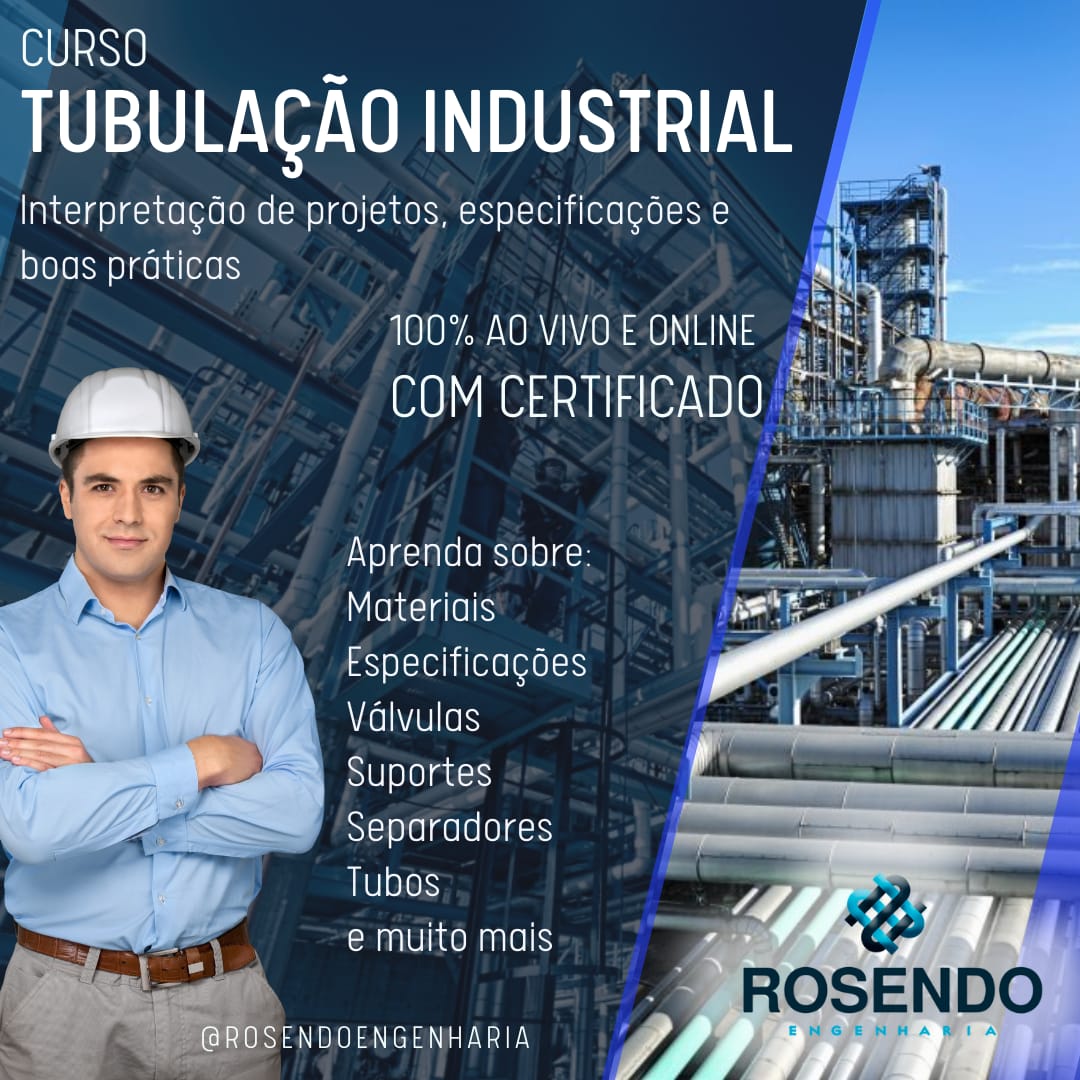 CURSO
TUBULAÇÃO INDUSTRIAL
Interpretação de projetos, especificações e
boas práticas
100% AO VIVO E ONLINE
COM CERTIFICADO
Aprenda sobre:
Materiais
Especificações
Válvulas
Suportes
Separadores
Tubos
e muito mais
@ROSENDOENGENHARIA
ROSENDO
ENGENHARIA